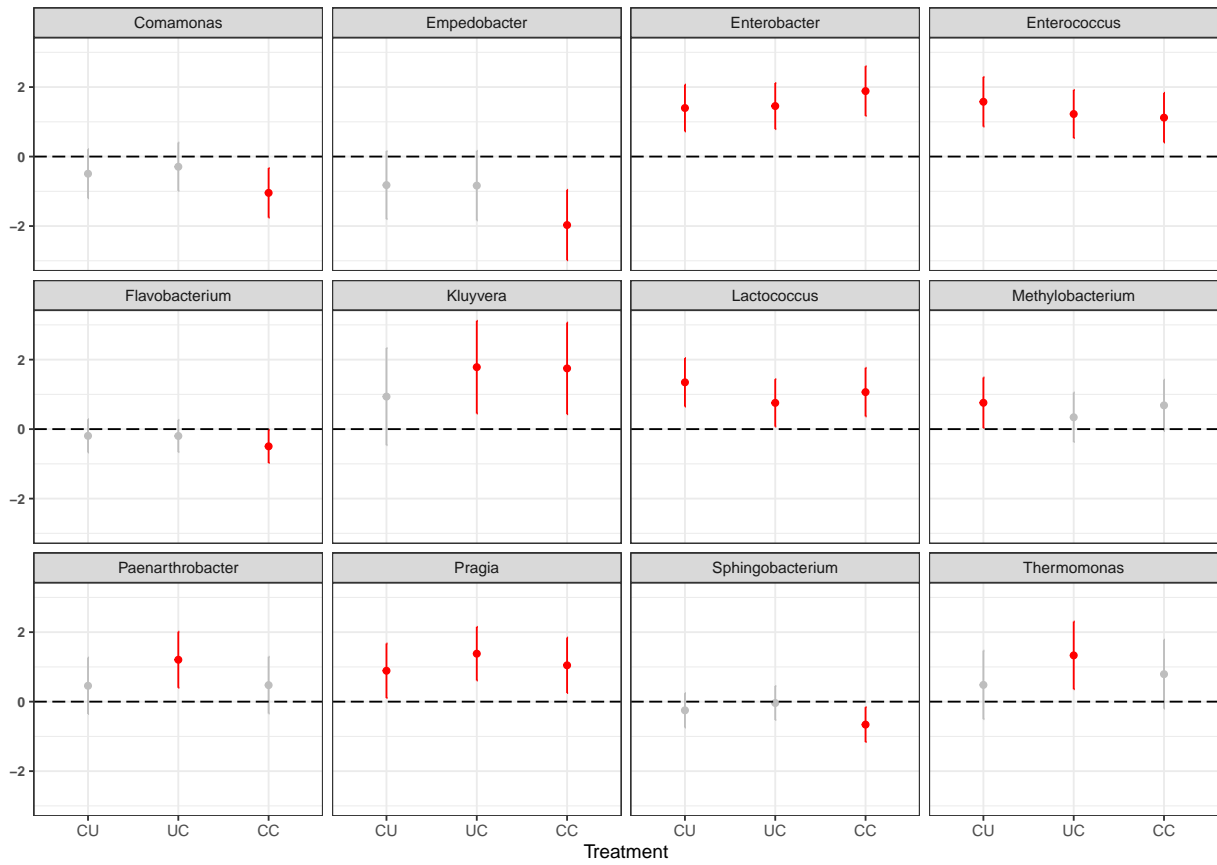 Comamonas Empedobacter Enterobacter Enterococcus
2
0
−2
Flavobacterium Kluyvera Lactococcus Methylobacterium
2
0
−2
Paenarthrobacter Pragia Sphingobacterium Thermomonas
2
0
−2
CU UC CC CU UC CC CU UC CC CU UC CC
Treatment